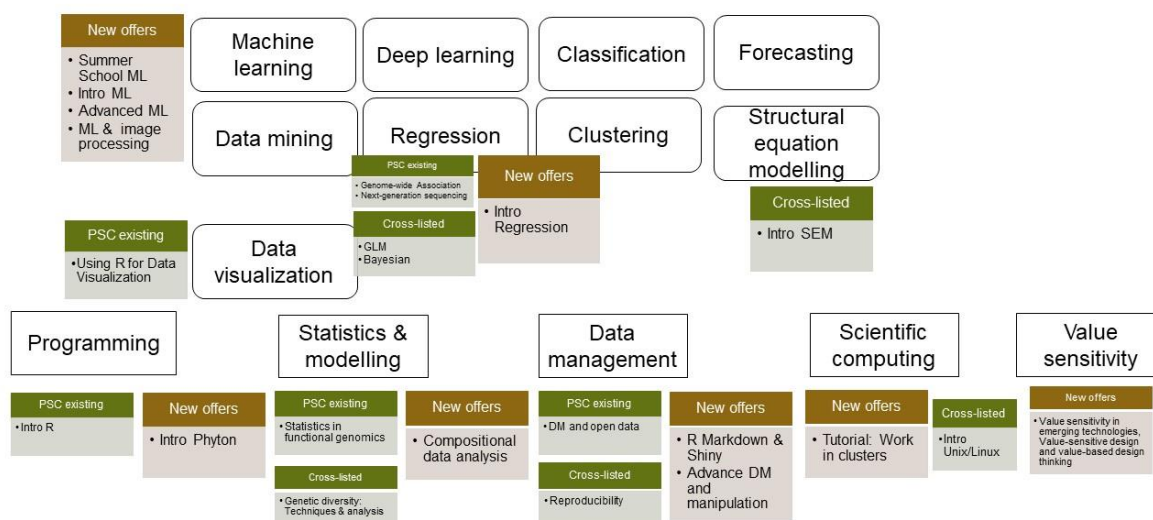 New offers
• Summer
School ML
• Intro ML
• Advanced ML
• ML & image
processing
Machine
learning
Deep learning
Classification
Forecasting
Data mining
Regression
Clustering
Structural
equation
modelling
PSC existing
• Genome-wide Association
• Next-generation sequencing
Cross-listed
• GLM
• Bayesian
New offers
• Intro
Regression
Cross-listed
• Intro SEM
PSC existing
•Using R for Data
Visualization
Data
visualization
Programming
Statistics &
modelling
Data
management
Scientific
computing
Value
sensitivity
PSC existing
•Intro R
New offers
• Intro Phyton
PSC existing
•Statistics in
functional genomics
Cross-listed
• Genetic diversity:
Techniques & analysis
New offers
• Compositional
data analysis
PSC existing
•DM and open data
Cross-listed
•Reproducibility
New offers
• R Markdown &
Shiny
• Advance DM
and
manipulation
New offers
• Tutorial: Work
in clusters
Cross-listed
•Intro
Unix/Linux
New offers
•Value sensitivity in
emerging technologies,
Value-sensitive design
and value-based design
thinking